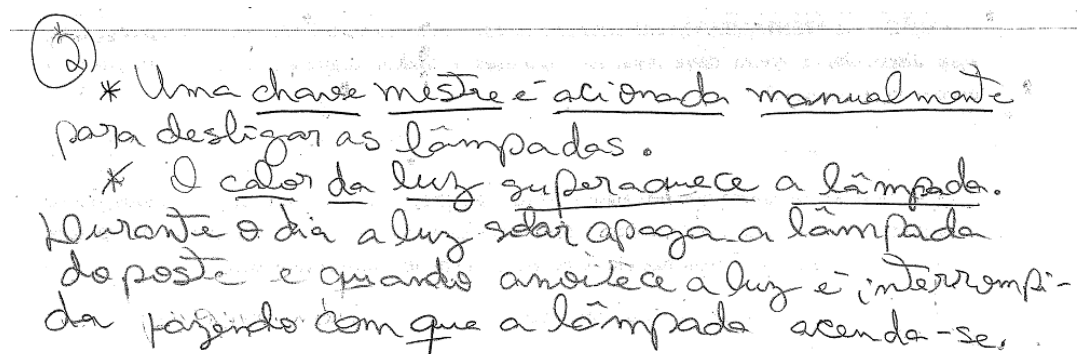 2
* Uma chave mestre é acionada manualmente
para desligar as lâmpadas.
* O calor da luz superaquece a lâmpada.
Durante o dia a luz solar apaga a lâmpada
do poste e quando anoitece a luz é interrompi-
da fazendo com que a lâmpada acenda-se.